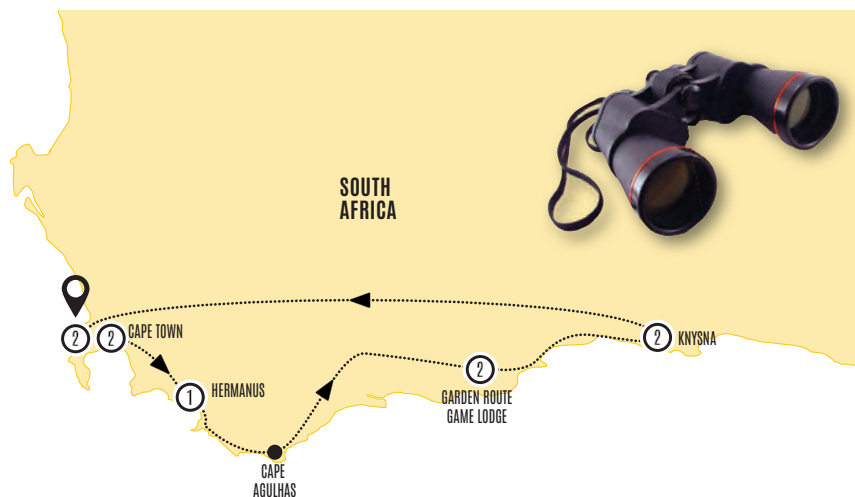 SOUTH
AFRICA
2
2
CAPE TOWN
1
HERMANUS
CAPE
AGULHAS
2
GARDEN ROUTE
GAME LODGE
2
KNYSNA